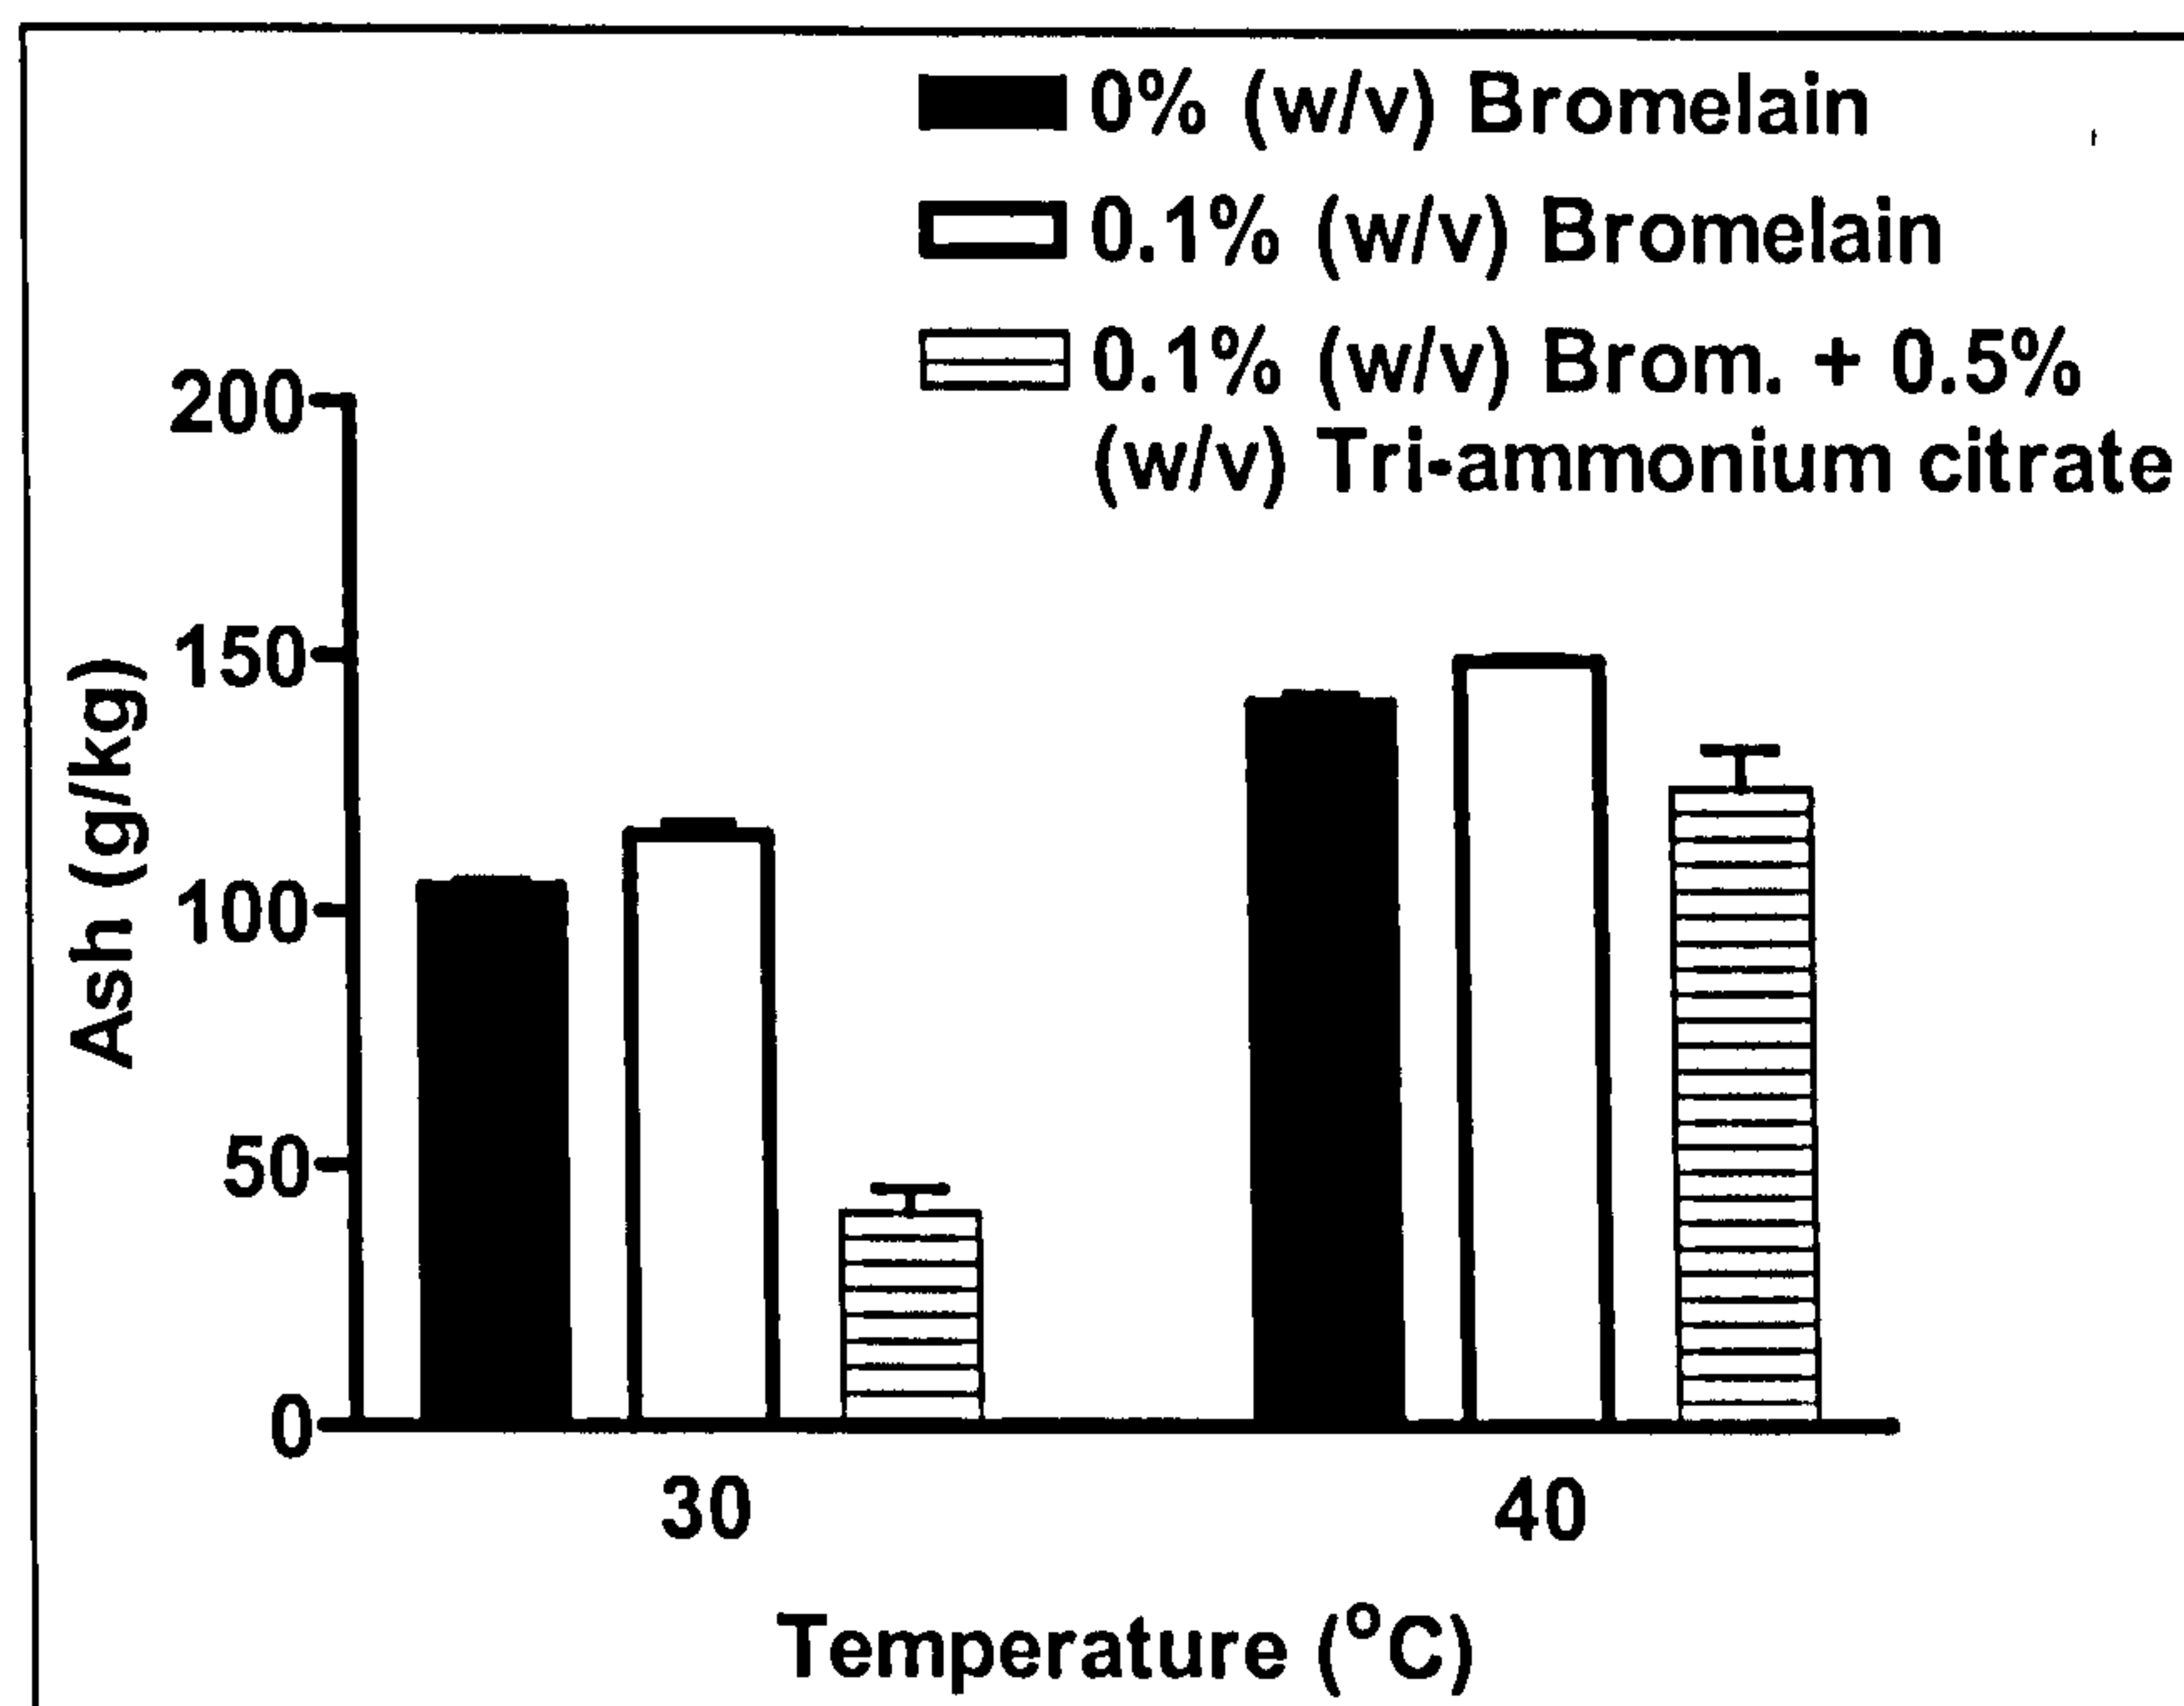 0% (w/v) Bromelain
0.1% (w/v) Bromelain
0.1% (w/v) Brom. + 0.5%
(w/v) Tri-ammonium citrate
200
150
100
50
0
Ash (g/kg)
30
40
Temperature (°C)